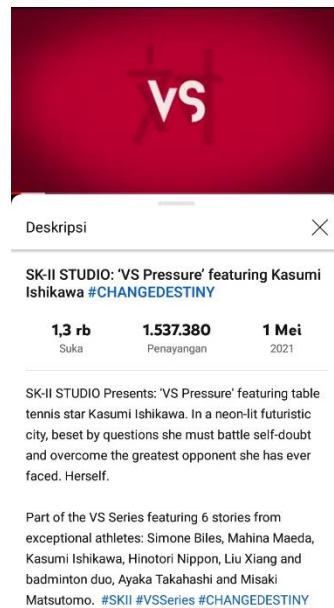 対
VS
Deskripsi
SK-II STUDIO: ‘VS Pressure’ featuring Kasumi
Ishikawa #CHANGEDESTINY
1,3 rb 1.537.380 1 Mei
Suka Penayangan 2021
SK-II STUDIO Presents: ‘VS Pressure’ featuring table
tennis star Kasumi Ishikawa. In a neon-lit futuristic
city, beset by questions she must battle self-doubt
and overcome the greatest opponent she has ever
faced. Herself.
Part of the VS Series featuring 6 stories from
exceptional athletes: Simone Biles, Mahina Maeda,
Kasumi Ishikawa, Hinotori Nippon, Liu Xiang and
badminton duo, Ayaka Takahashi and Misaki
Matsutomo. #SKII #VSSeries #CHANGEDESTINY